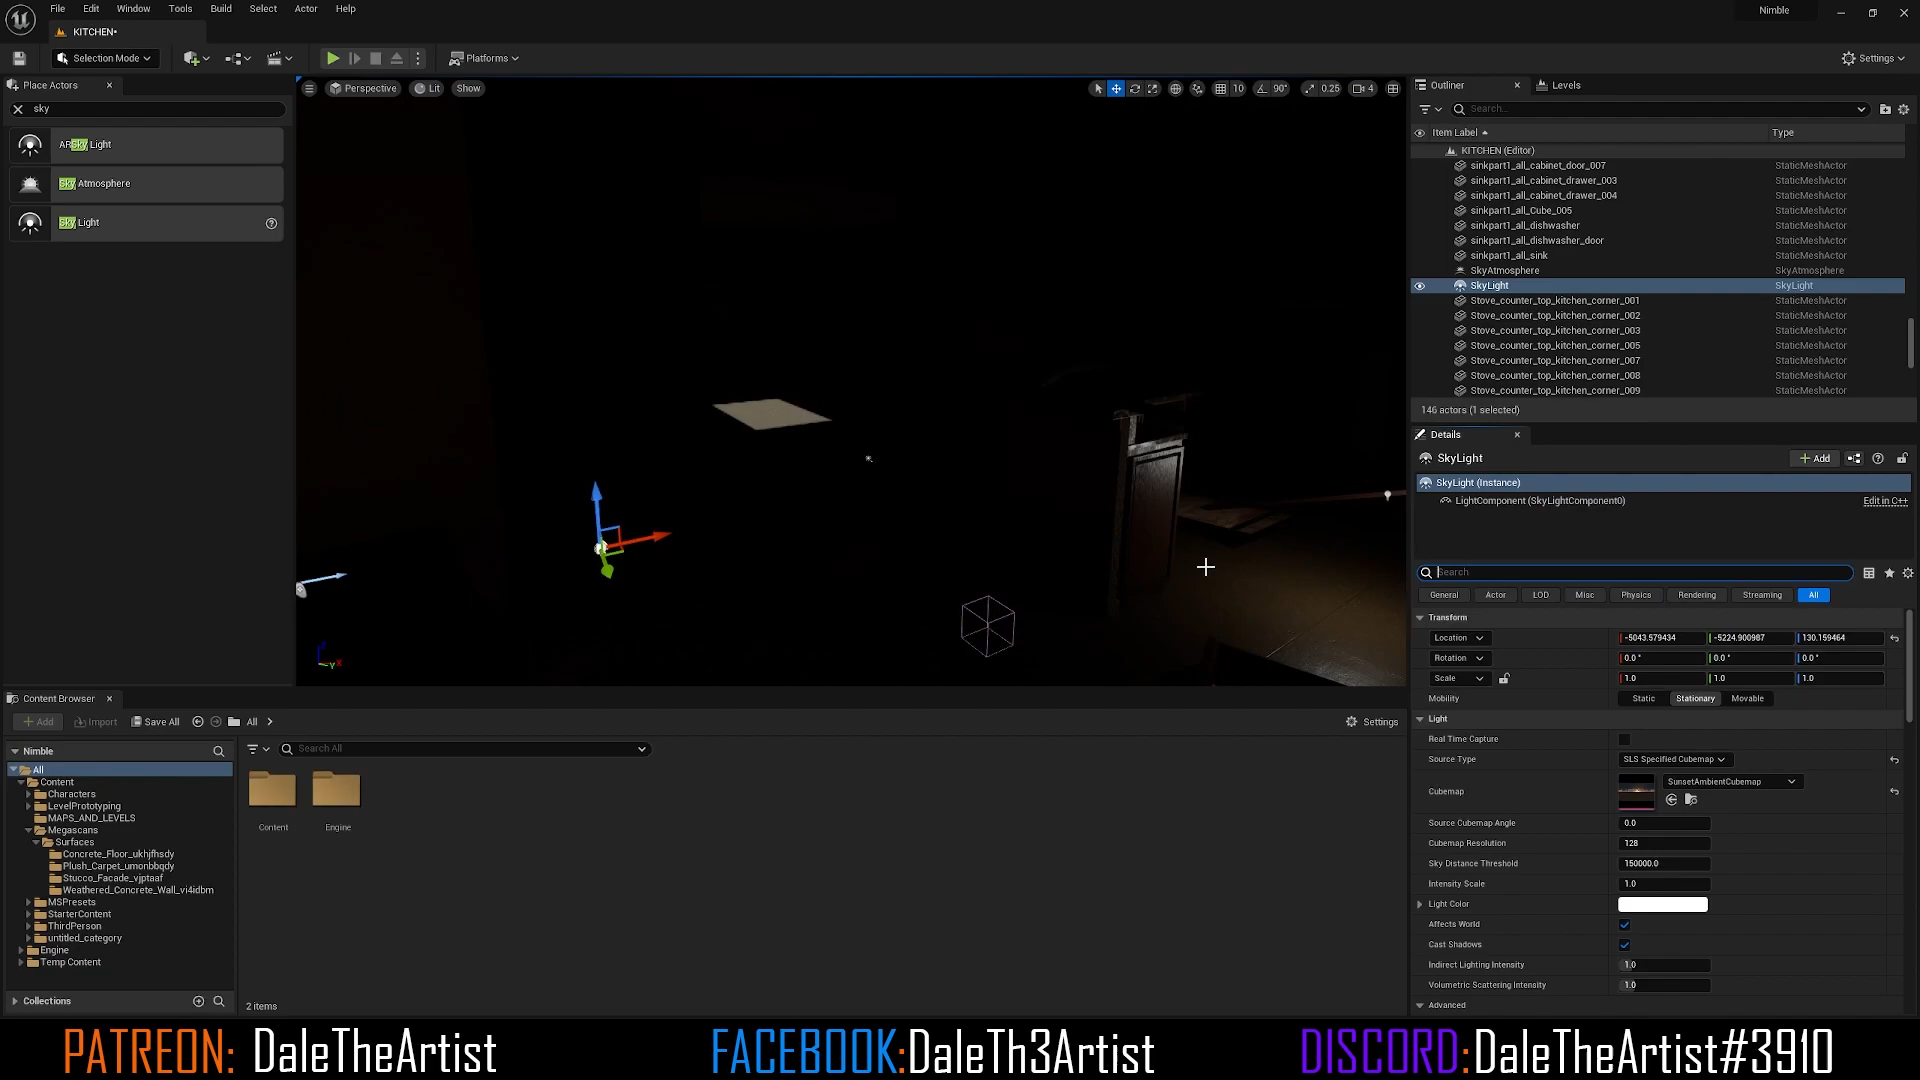 File Edit Window Tools Build Select Actor Help
Nimble
KITCHEN•
Selection Mode
Platforms
Settings
Place Actors
sky
ARSky Light
Sky Atmosphere
Sky Light
Perspective Lit Show
10 90° 0.25 4
Outliner Levels
Search...
Item Label Type
KITCHEN (Editor)
sinkpart1_all_cabinet_door_007 StaticMeshActor
sinkpart1_all_cabinet_drawer_003 StaticMeshActor
sinkpart1_all_cabinet_drawer_004 StaticMeshActor
sinkpart1_all_Cube_005 StaticMeshActor
sinkpart1_all_dishwasher StaticMeshActor
sinkpart1_all_dishwasher_door StaticMeshActor
sinkpart1_all_sink StaticMeshActor
SkyAtmosphere SkyAtmosphere
SkyLight SkyLight
Stove_counter_top_kitchen_corner_001 StaticMeshActor
Stove_counter_top_kitchen_corner_002 StaticMeshActor
Stove_counter_top_kitchen_corner_003 StaticMeshActor
Stove_counter_top_kitchen_corner_005 StaticMeshActor
Stove_counter_top_kitchen_corner_007 StaticMeshActor
Stove_counter_top_kitchen_corner_008 StaticMeshActor
Stove_counter_top_kitchen_corner_009 StaticMeshActor
146 actors (1 selected)
Details
SkyLight
+ Add
SkyLight (Instance)
LightComponent (SkyLightComponent0) Edit in C++
Search
General Actor LOD Misc Physics Rendering Streaming All
Transform
Location -5043.579434 -5224.900987 130.159464
Rotation 0.0° 0.0° 0.0°
Scale 1.0 1.0 1.0
Mobility Static Stationary Movable
Light
Real Time Capture
Source Type SLS Specified Cubemap
Cubemap SunsetAmbientCubemap
Source Cubemap Angle 0.0
Cubemap Resolution 128
Sky Distance Threshold 150000.0
Intensity Scale 1.0
Light Color
Affects World
Cast Shadows
Indirect Lighting Intensity 1.0
Volumetric Scattering Intensity 1.0
Advanced
Content Browser
+ Add Import Save All All
Settings
Nimble
Search All
All
Content
Characters
LevelPrototyping
MAPS_AND_LEVELS
Megascans
Surfaces
Concrete_Floor_ukhjfhsdy
Plush_Carpet_umonbbqdy
Stucco_Facade_vjptaaf
Weathered_Concrete_Wall_vi4idbm
MSPresets
StarterContent
ThirdPerson
untitled_category
Engine
Temp Content
Content Engine
Collections
2 items
PATREON: DaleTheArtist FACEBOOK:DaleTh3Artist DISCORD:DaleTheArtist#3910